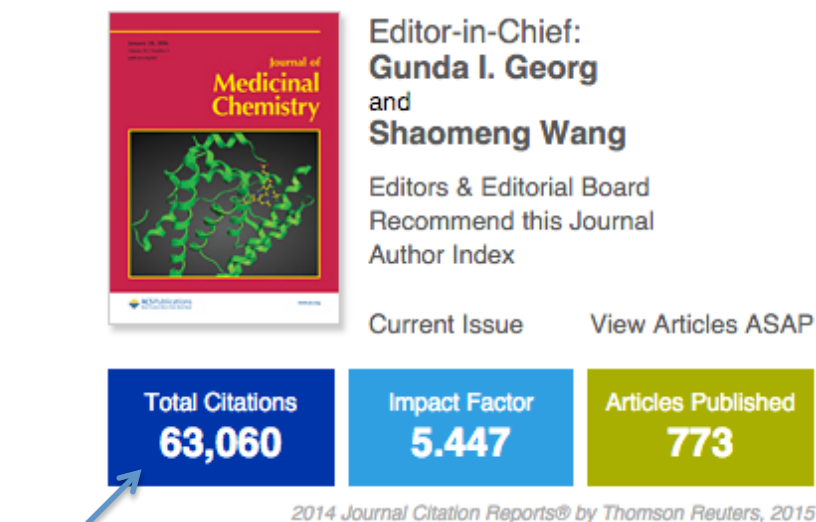 Journal of
Medicinal
Chemistry
ACS Publications
Editor-in-Chief:
Gunda I. Georg
and
Shaomeng Wang
Editors & Editorial Board
Recommend this Journal
Author Index
Current Issue
View Articles ASAP
Total Citations
63,060
Impact Factor
5.447
Articles Published
773
2014 Journal Citation Reports® by Thomson Reuters, 2015